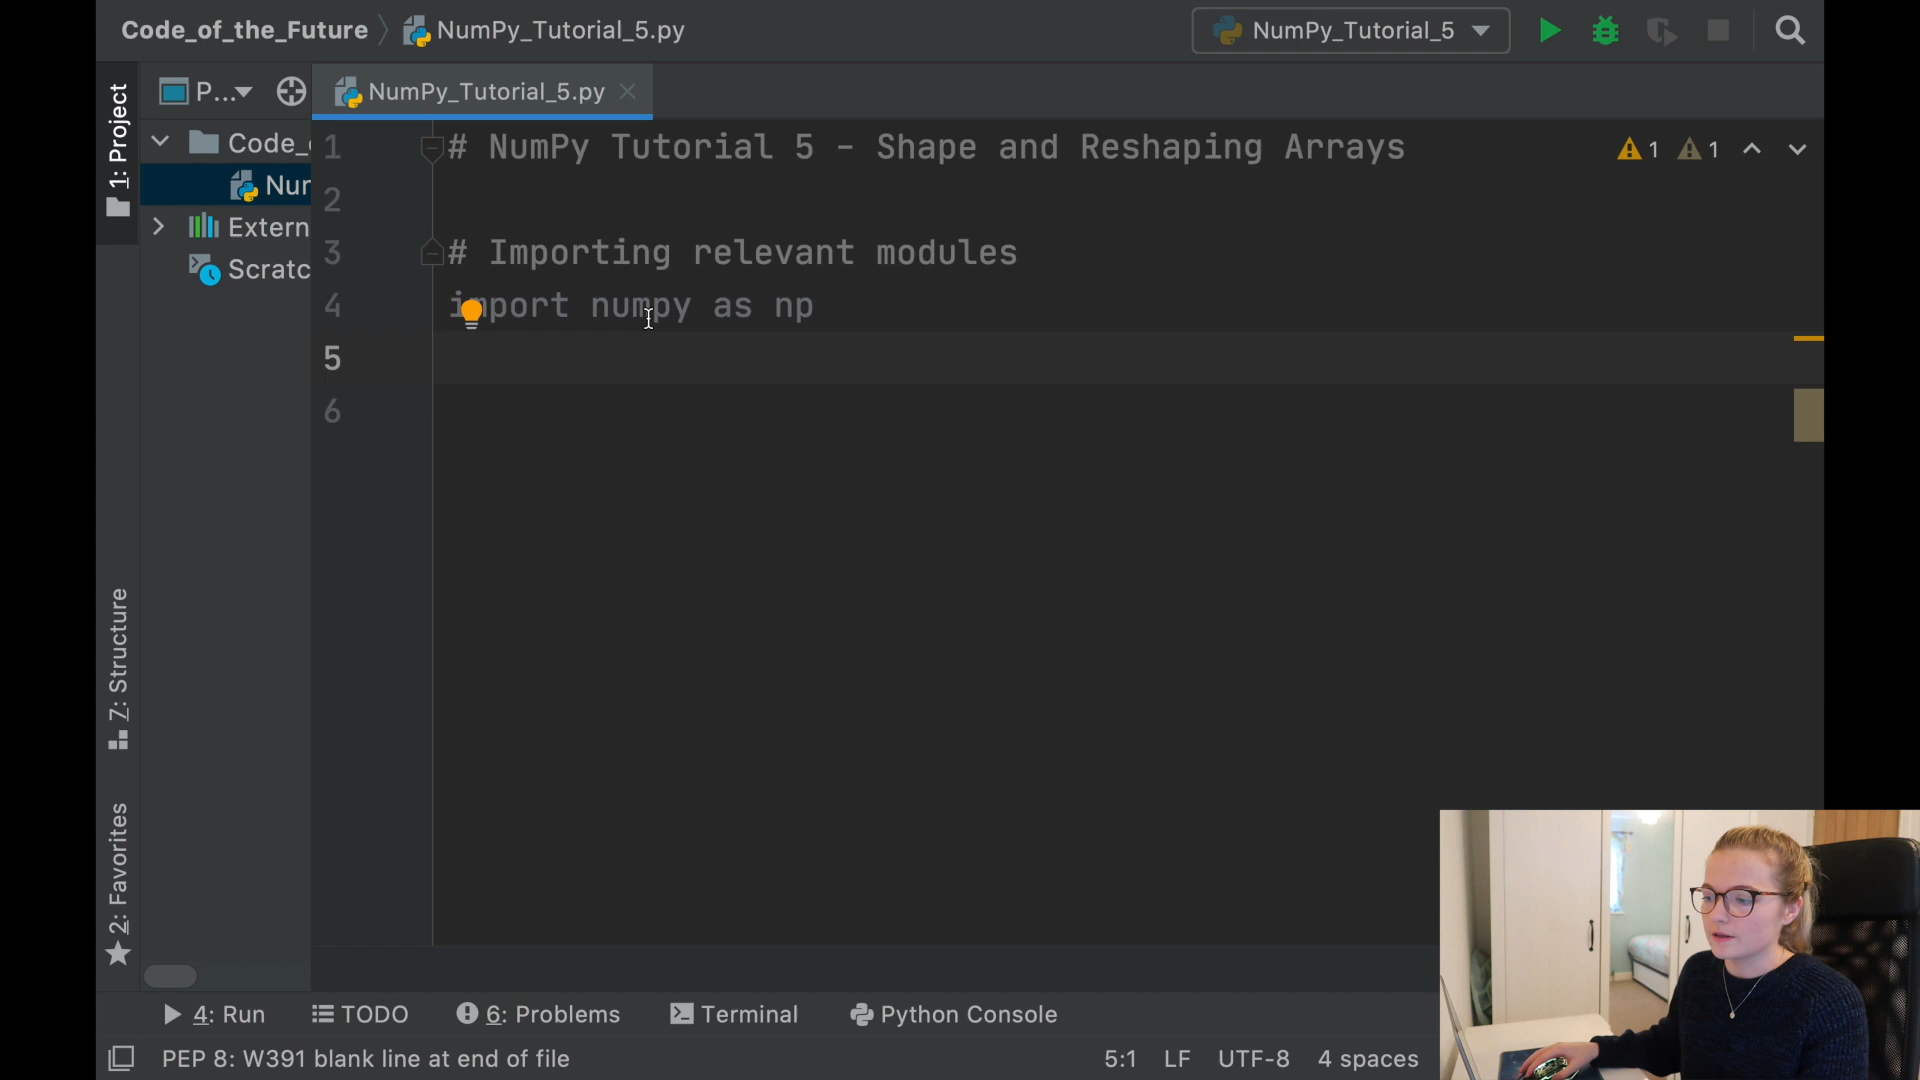 Code_of_the_Future
NumPy_Tutorial_5.py
NumPy_Tutorial_5
1: Project
P...
NumPy_Tutorial_5.py
Code_
Num
Extern
Scratc
1 # NumPy Tutorial 5 - Shape and Reshaping Arrays
1 1
2
3 # Importing relevant modules
4 import numpy as np
5
6
7: Structure
2: Favorites
4: Run
TODO
6: Problems
Terminal
Python Console
PEP 8: W391 blank line at end of file
5:1 LF UTF-8 4 spaces